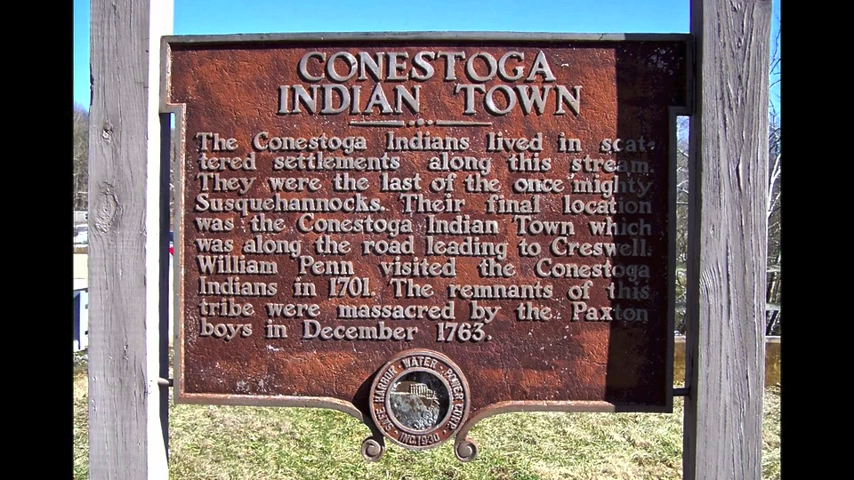 CONESTOGA
INDIAN TOWN
The Conestoga Indians lived in scat-
tered settlements along this stream.
They were the last of the once mighty
Susquehannocks. Their final location
was the Conestoga Indian Town which
was along the road leading to Creswell.
William Penn visited the Conestoga
Indians in 1701. The remnants of this
tribe were massacred by the Paxton
boys in December 1763.
SAFE HARBOR · WATER · POWER CORP.
· INC. 1930